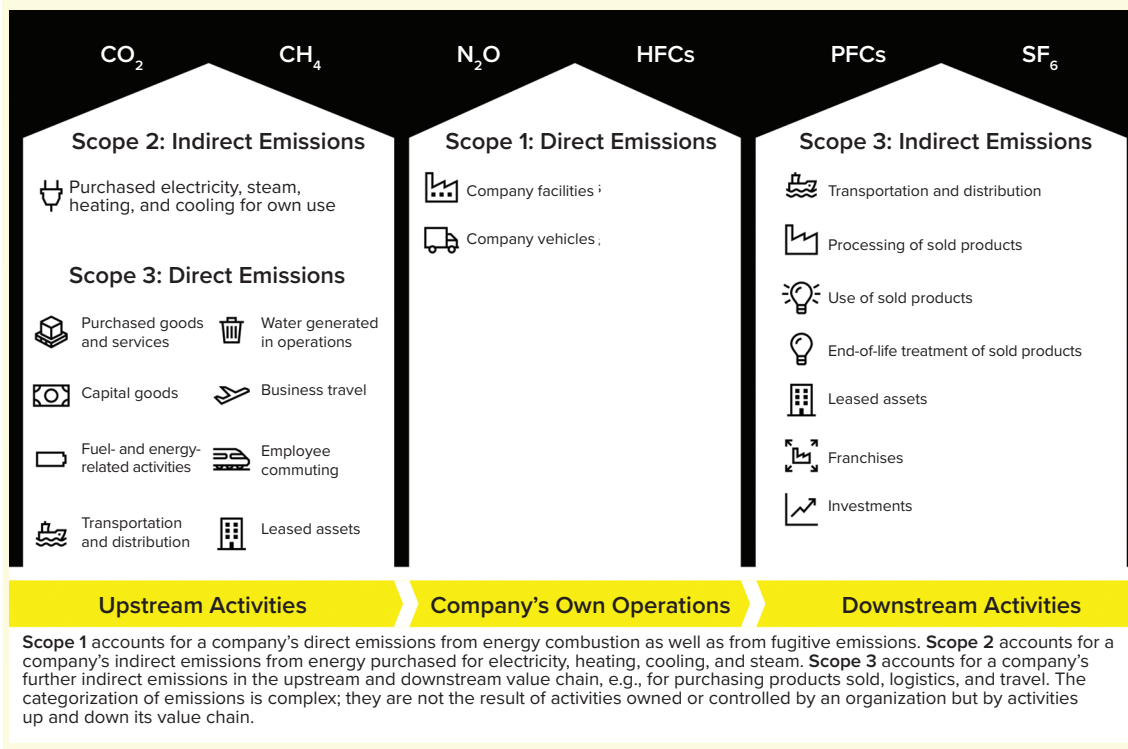 CO₂ CH₄ N₂O HFCs PFCs SF₆
Scope 2: Indirect Emissions
Purchased electricity, steam,
heating, and cooling for own use
Scope 3: Direct Emissions
Purchased goods
and services
Water generated
in operations
Capital goods
Business travel
Fuel- and energy-
related activities
Employee
commuting
Transportation
and distribution
Leased assets
Scope 1: Direct Emissions
Company facilities ;
Company vehicles ;
Scope 3: Indirect Emissions
Transportation and distribution
Processing of sold products
Use of sold products
End-of-life treatment of sold products
Leased assets
Franchises
Investments
Upstream Activities
Company’s Own Operations
Downstream Activities
Scope 1 accounts for a company’s direct emissions from energy combustion as well as from fugitive emissions. Scope 2 accounts for a
company’s indirect emissions from energy purchased for electricity, heating, cooling, and steam. Scope 3 accounts for a company’s
further indirect emissions in the upstream and downstream value chain, e.g., for purchasing products sold, logistics, and travel. The
categorization of emissions is complex; they are not the result of activities owned or controlled by an organization but by activities
up and down its value chain.